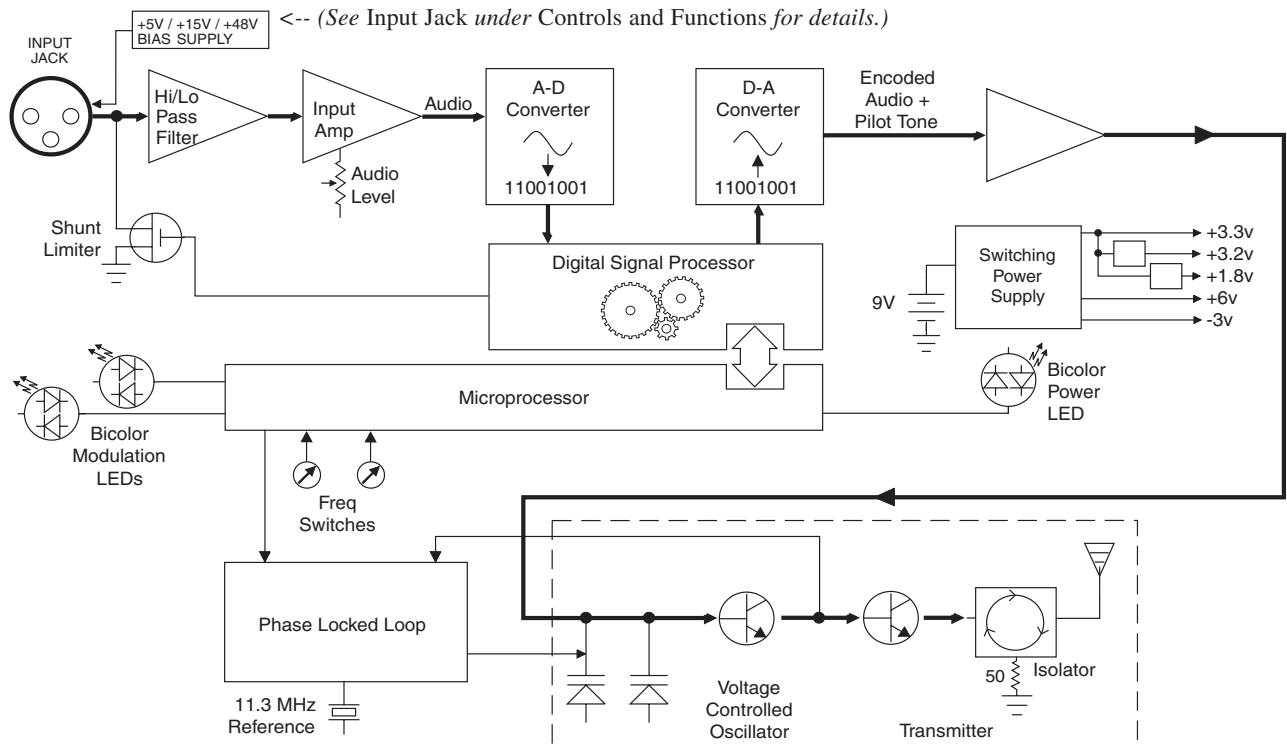 +5V / +15V / +48V
BIAS SUPPLY
<-- (See Input Jack under Controls and Functions for details.)
INPUT
JACK
Hi/Lo
Pass
Filter
Input
Amp
Audio
A-D
Converter
11001001
D-A
Converter
11001001
Encoded
Audio +
Pilot Tone
Audio
Level
Shunt
Limiter
Digital Signal Processor
Switching
Power
Supply
9V
+3.3v
+3.2v
+1.8v
+6v
-3v
Microprocessor
Bicolor
Power
LED
Bicolor
Modulation
LEDs
Freq
Switches
Phase Locked Loop
11.3 MHz
Reference
Voltage
Controlled
Oscillator
50
Isolator
Transmitter